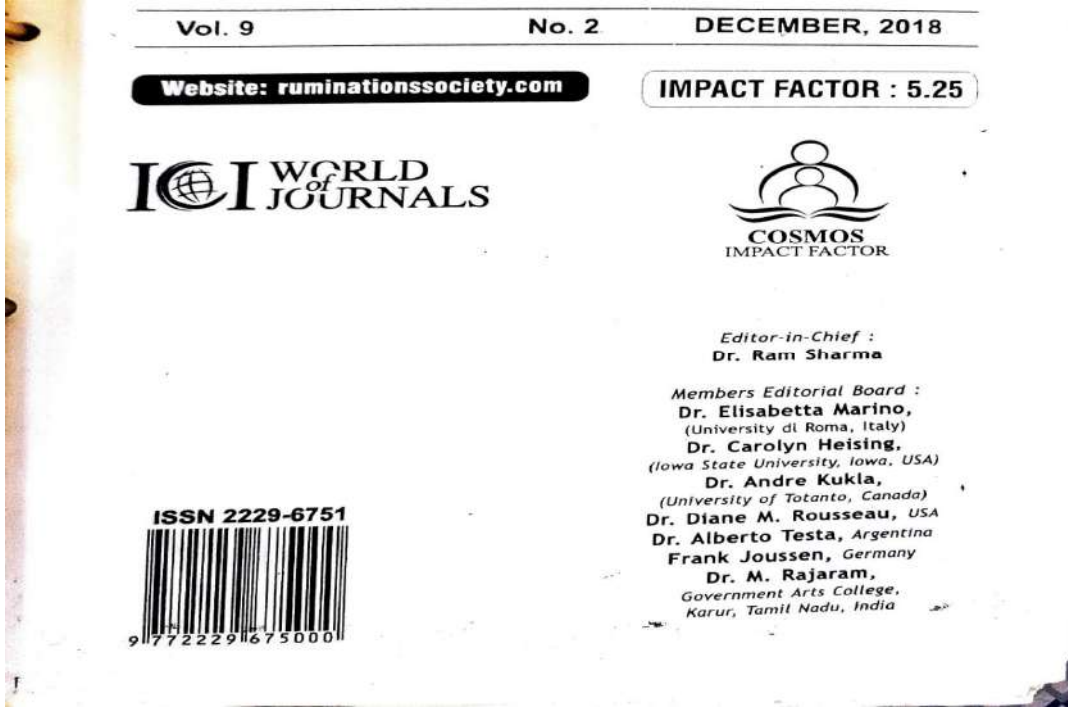 Vol. 9 No. 2 DECEMBER, 2018
Website: ruminationssociety.com
IMPACT FACTOR : 5.25
ICI WORLD
of
JOURNALS
COSMOS
IMPACT FACTOR
Editor-in-Chief :
Dr. Ram Sharma
Members Editorial Board :
Dr. Elisabetta Marino,
(University di Roma, Italy)
Dr. Carolyn Heising,
(Iowa State University, Iowa, USA)
Dr. Andre Kukla,
(University of Totanto, Canada)
Dr. Diane M. Rousseau, USA
Dr. Alberto Testa, Argentina
Frank Joussen, Germany
Dr. M. Rajaram,
Government Arts College,
Karur, Tamil Nadu, India
ISSN 2229-6751
9 772229 675000